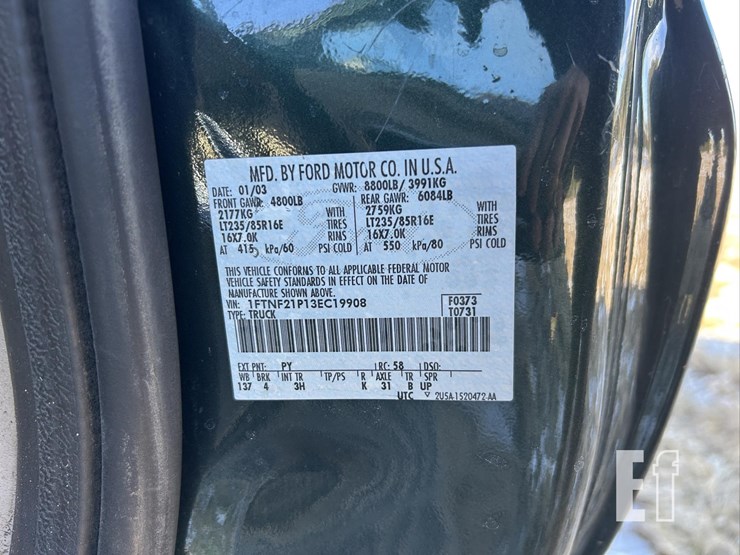 MFD. BY FORD MOTOR CO. IN U.S.A.
DATE: 01/03 GVWR: 8800LB/ 3991KG
FRONT GAWR: 4800LB REAR GAWR: 6084LB
2177KG WITH 2759KG WITH
LT235/85R16E TIRES LT235/85R16E TIRES
16X7.0K RIMS 16X7.0K RIMS
AT 415 kPa/60 PSI COLD AT 550 kPa/80 PSI COLD
THIS VEHICLE CONFORMS TO ALL APPLICABLE FEDERAL MOTOR
VEHICLE SAFETY STANDARDS IN EFFECT ON THE DATE OF
MANUFACTURE SHOWN ABOVE.
VIN: 1FTNF21P13EC19908 F0373
TYPE: TRUCK T0731
EXT PNT: PY RC: 58 DSO:
WB BRK INT TR TP/PS R AXLE TR SPR
137 4 3H K 31 B UP
UTC ▽ 2U5A-1520472-AA
Ef